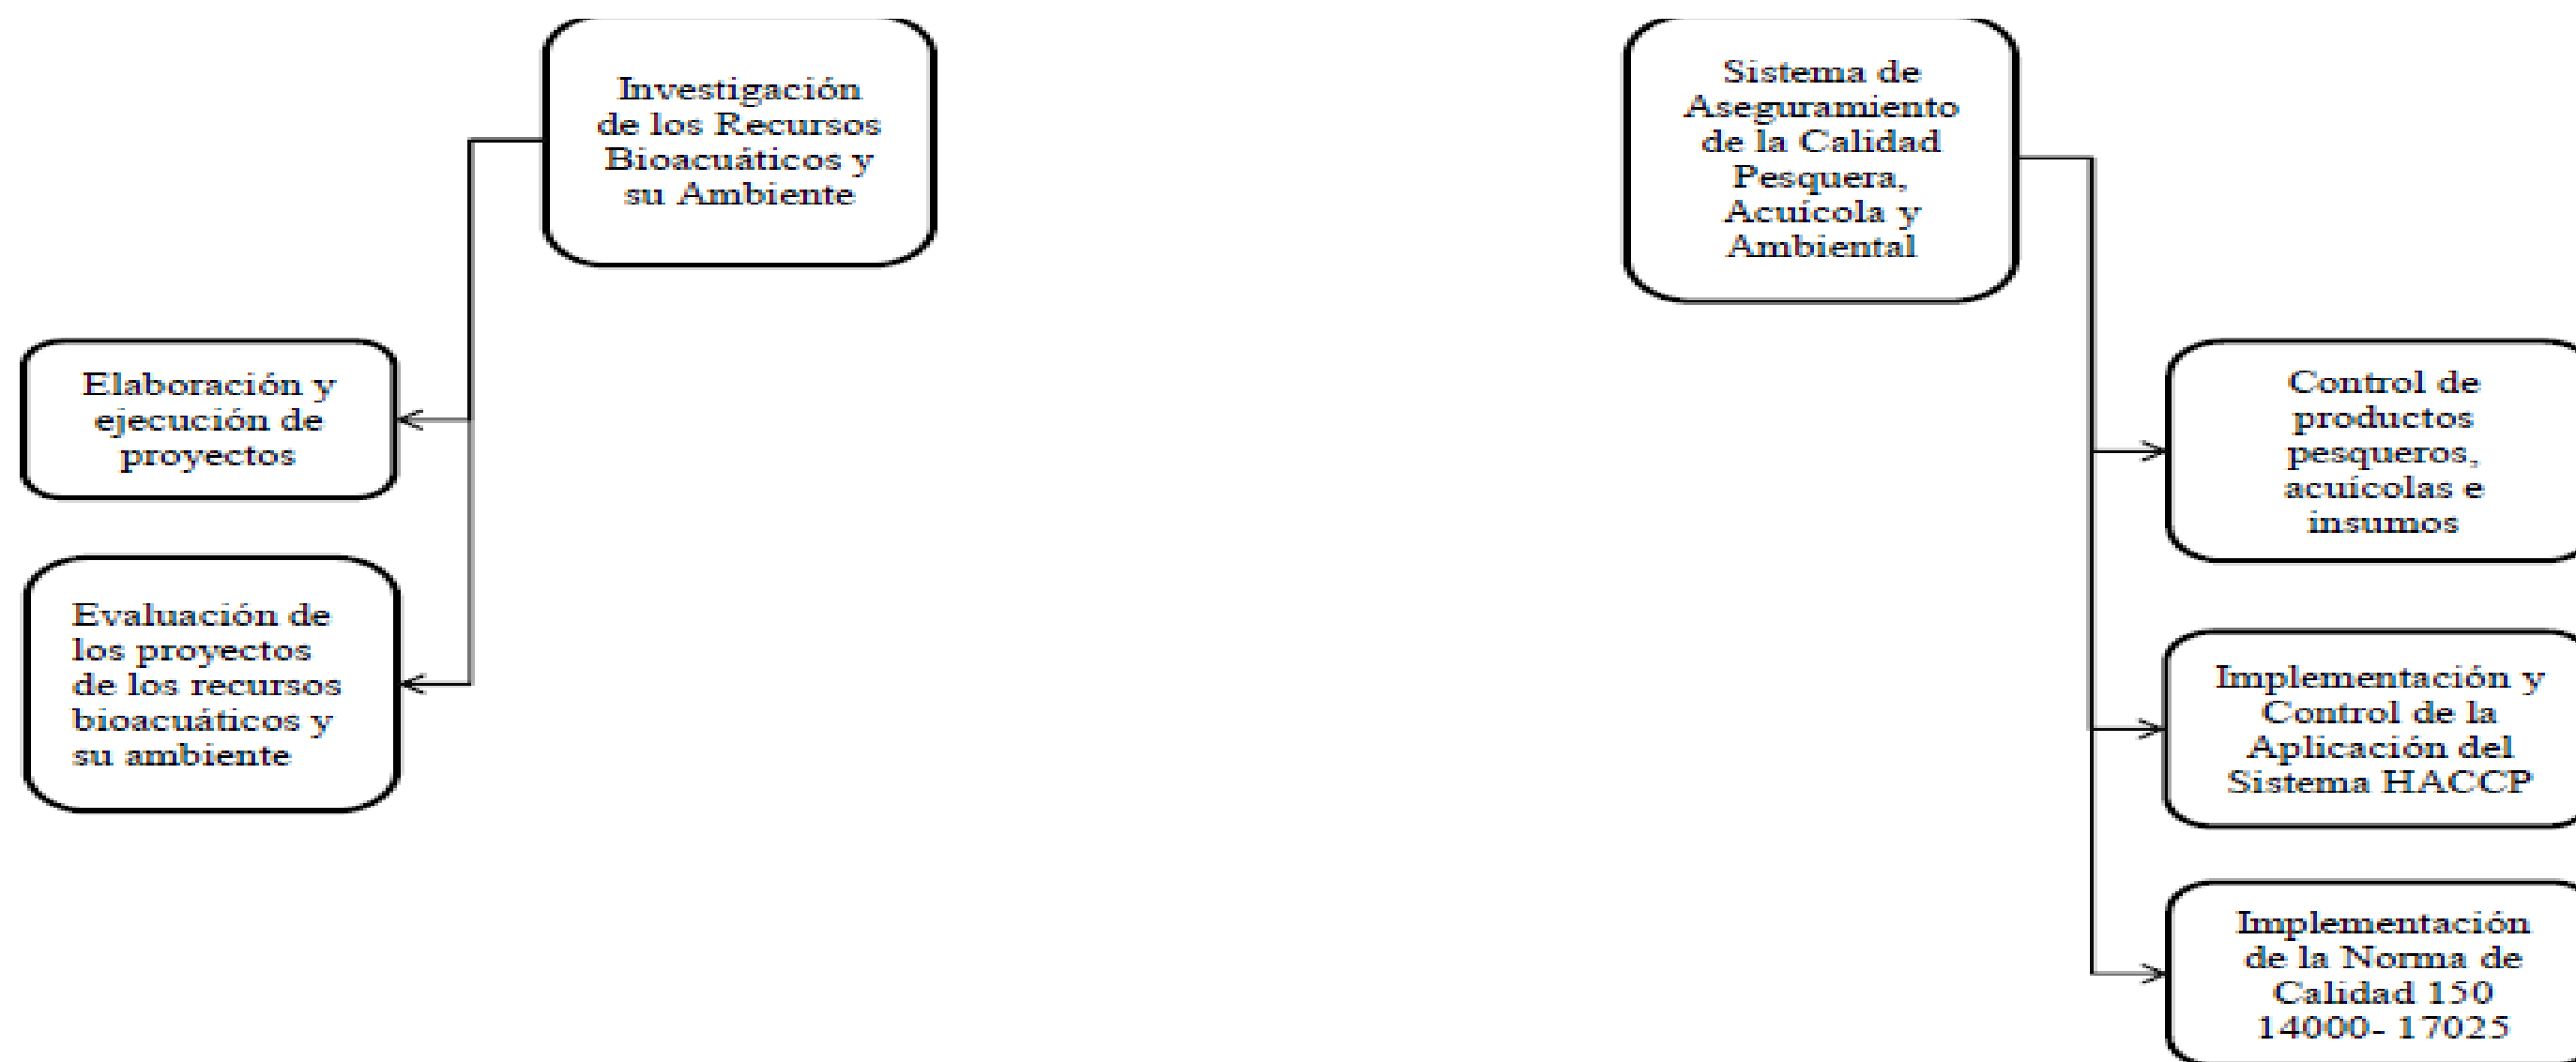 Investigación
de los Recursos
Bioacuáticos y
su Ambiente
Elaboración y
ejecución de
proyectos
Evaluación de
los proyectos
de los recursos
bioacuáticos y
su ambiente
Sistema de
Aseguramiento
de la Calidad
Pesquera,
Acuícola y
Ambiental
Control de
productos
pesqueros,
acuícolas e
insumos
Implementación y
Control de la
Aplicación del
Sistema HACCP
Implementación
de la Norma de
Calidad 150
14000- 17025